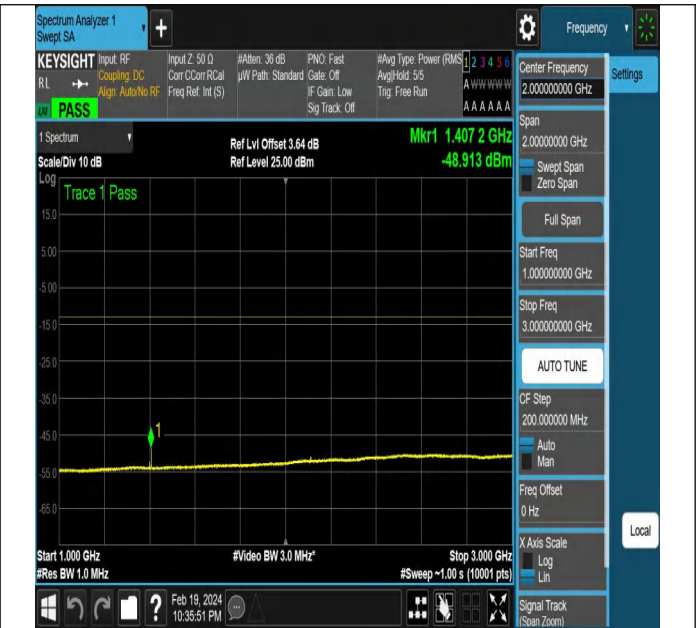 Spectrum Analyzer 1
Swept SA
+
Frequency
KEYSIGHT
Input: RF
Coupling: DC
Align: Auto/No RF
Input Z: 50 Ω
Corr CCorr RCal
Freq Ref: Int (S)
#Atten: 36 dB
µW Path: Standard
PNO: Fast
Gate: Off
IF Gain: Low
Sig Track: Off
#Avg Type: Power (RMS
Avg|Hold: 5/5
Trig: Free Run
1 2 3 4 5 6
A W W W W W
A A A A A A
RL
PASS
1 Spectrum
Ref Lvl Offset 3.64 dB
Mkr1 1.407 2 GHz
Scale/Div 10 dB
Ref Level 25.00 dBm
-48.913 dBm
Log
Trace 1 Pass
15.0
5.00
-5.00
-15.0
-25.0
-35.0
-45.0
-55.0
-65.0
1
Start 1.000 GHz
#Video BW 3.0 MHz*
Stop 3.000 GHz
#Res BW 1.0 MHz
#Sweep ~1.00 s (10001 pts)
?
Feb 19, 2024
10:35:51 PM
Center Frequency
2.000000000 GHz
Settings
Span
2.00000000 GHz
Swept Span
Zero Span
Full Span
Start Freq
1.000000000 GHz
Stop Freq
3.000000000 GHz
AUTO TUNE
CF Step
200.000000 MHz
Auto
Man
Freq Offset
0 Hz
Local
X Axis Scale
Log
Lin
Signal Track
(Span Zoom)